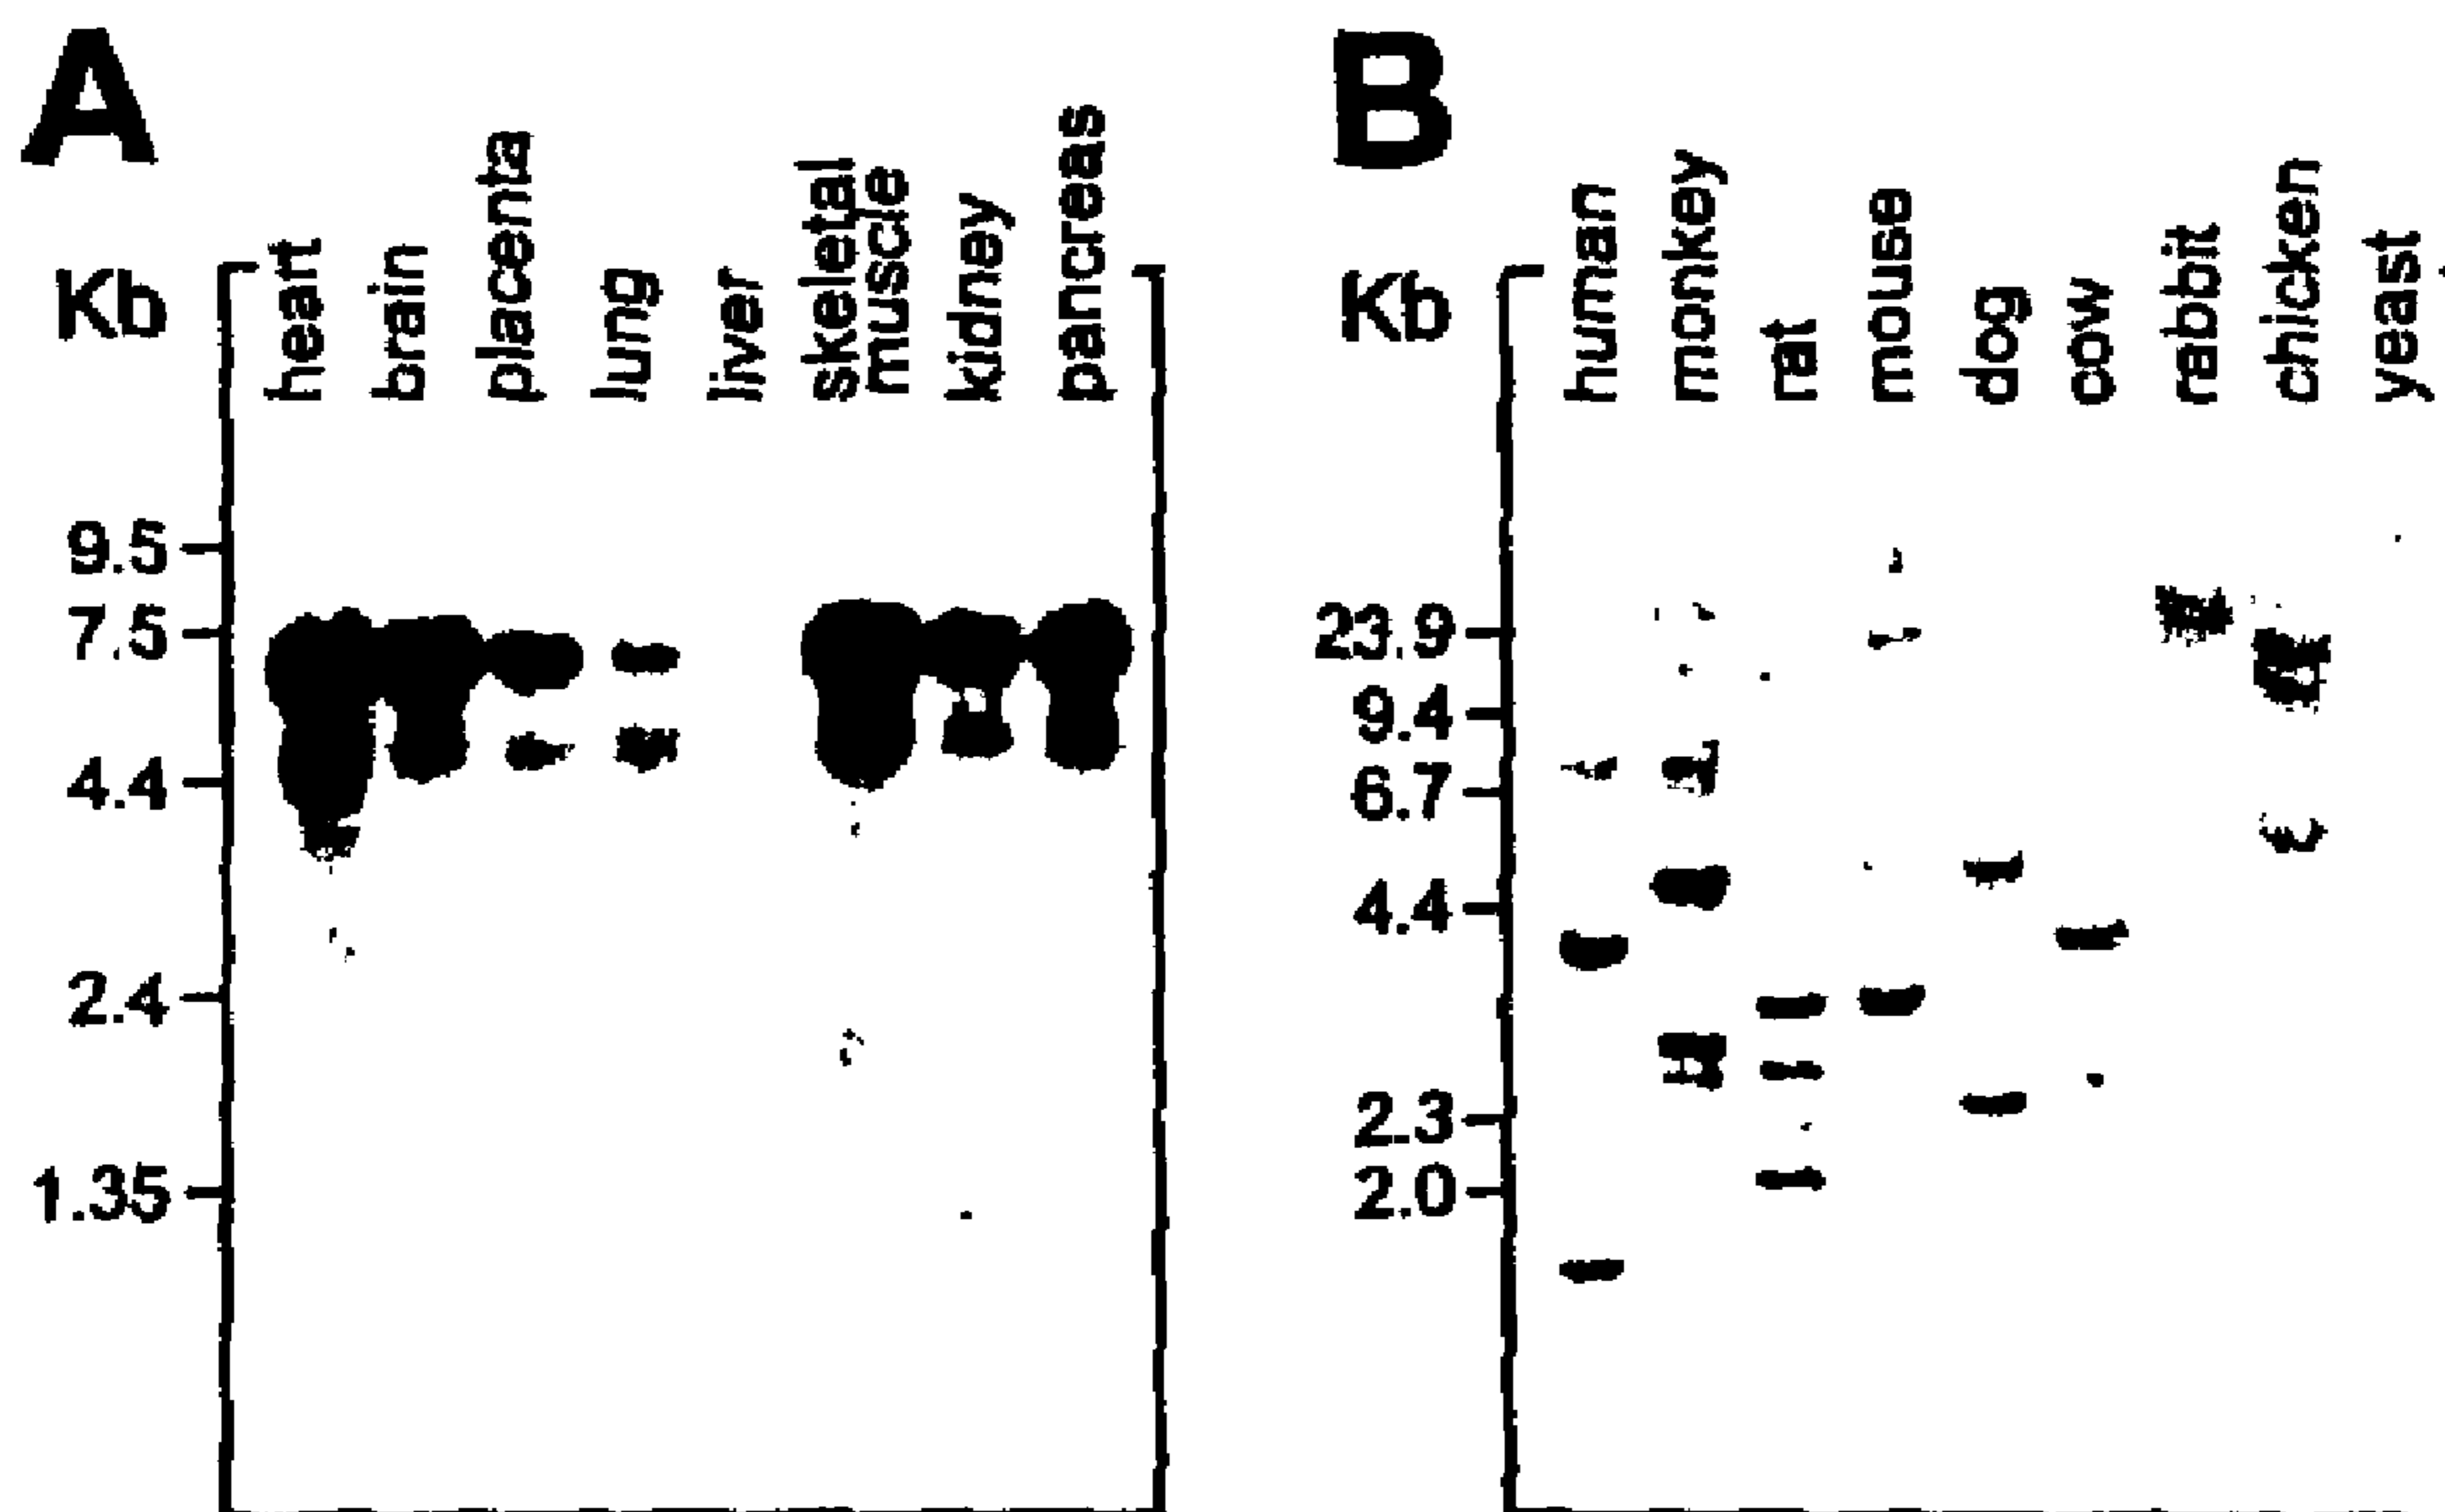 A
Kb
heart
brain
placenta
lung
liver
skeletal
muscle
kidney
pancreas
9.5
7.5
4.4
2.4
1.35
B
Kb
human
monkey
rat
mouse
dog
cow
rabbit
chicken
yeast
23.9
9.4
6.7
4.4
2.3
2.0